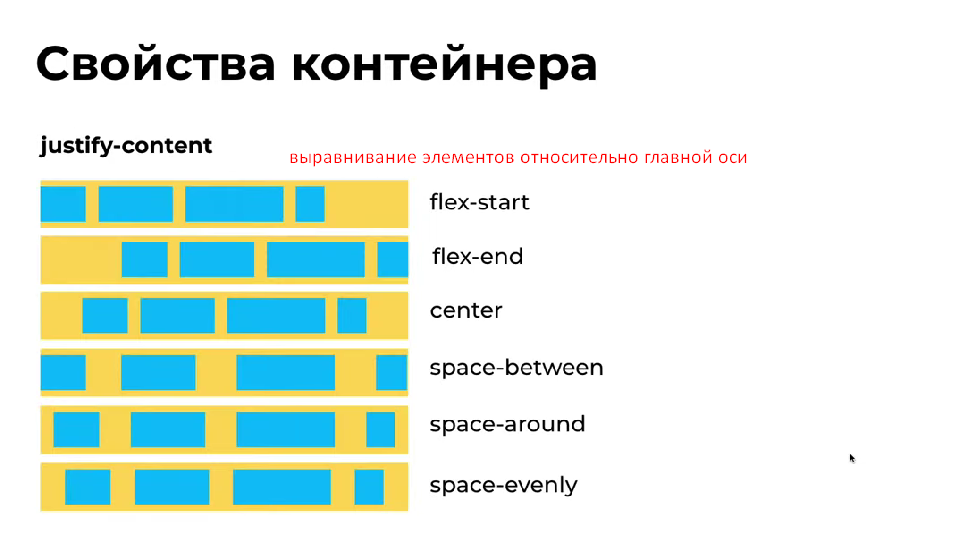 Свойства контейнера
justify-content
выравнивание элементов относительно главной оси
flex-start
flex-end
center
space-between
space-around
space-evenly